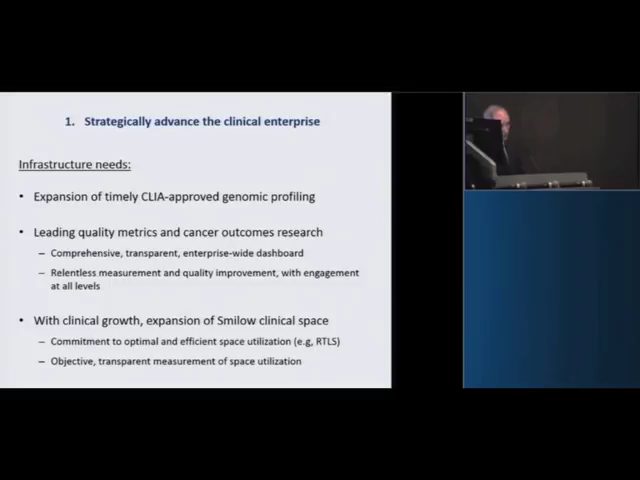 1. Strategically advance the clinical enterprise
Infrastructure needs:
• Expansion of timely CLIA-approved genomic profiling
• Leading quality metrics and cancer outcomes research
– Comprehensive, transparent, enterprise-wide dashboard
– Relentless measurement and quality improvement, with engagement
at all levels
• With clinical growth, expansion of Smilow clinical space
– Commitment to optimal and efficient space utilization (e.g, RTLS)
– Objective, transparent measurement of space utilization